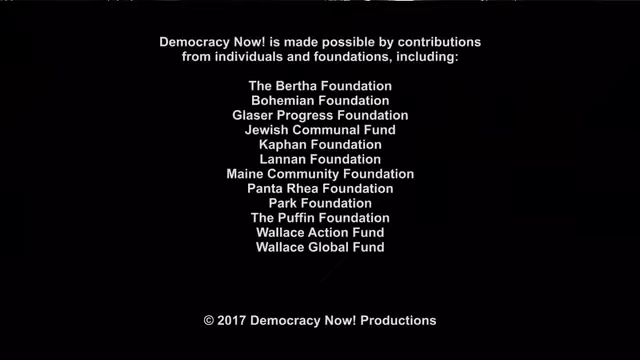 Democracy Now! is made possible by contributions
from individuals and foundations, including:
The Bertha Foundation
Bohemian Foundation
Glaser Progress Foundation
Jewish Communal Fund
Kaphan Foundation
Lannan Foundation
Maine Community Foundation
Panta Rhea Foundation
Park Foundation
The Puffin Foundation
Wallace Action Fund
Wallace Global Fund
© 2017 Democracy Now! Productions